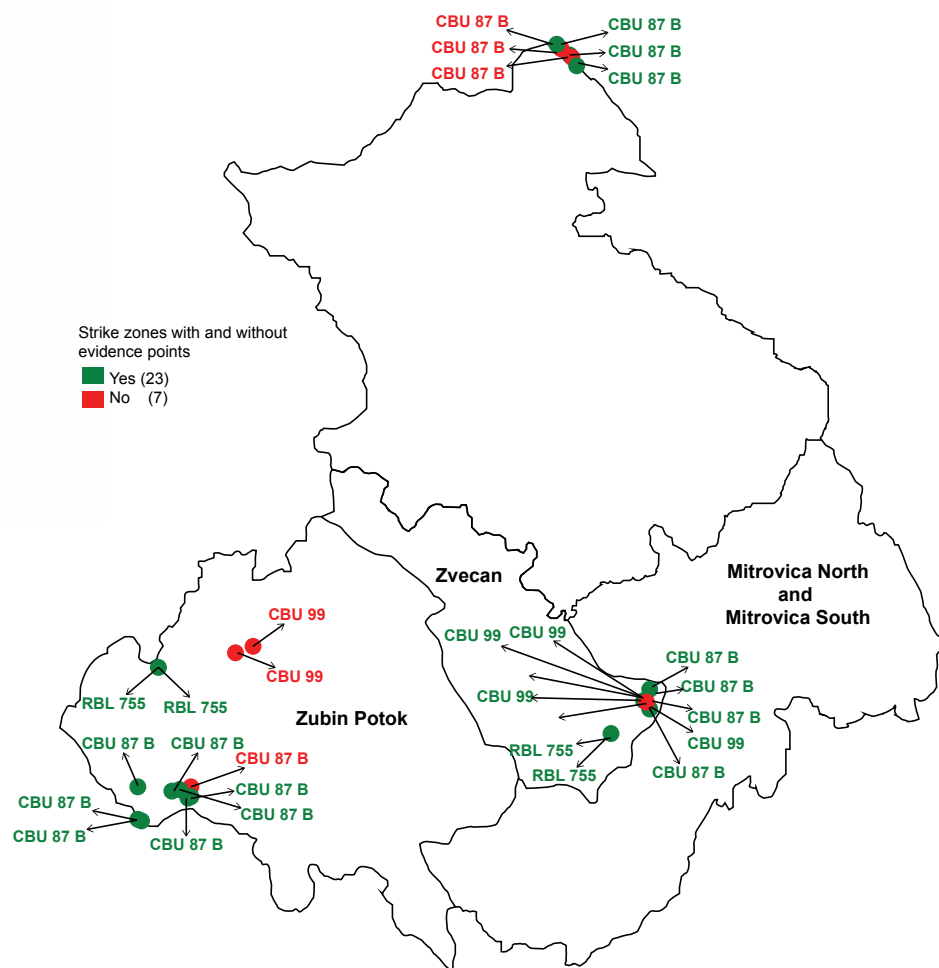 CBU 87 B
CBU 87 B
CBU 87 B
CBU 87 B
CBU 87 B
CBU 87 B
Strike zones with and without
evidence points
Yes (23)
No (7)
Zvecan
Mitrovica North
and
Mitrovica South
CBU 99
CBU 99
CBU 99
CBU 99
CBU 87 B
CBU 87 B
RBL 755
RBL 755
CBU 99
Zubin Potok
CBU 87 B
CBU 99
CBU 87 B
RBL 755
RBL 755
CBU 87 B
CBU 87 B
CBU 87 B
CBU 87 B
CBU 87 B
CBU 87 B
CBU 87 B
CBU 87 B